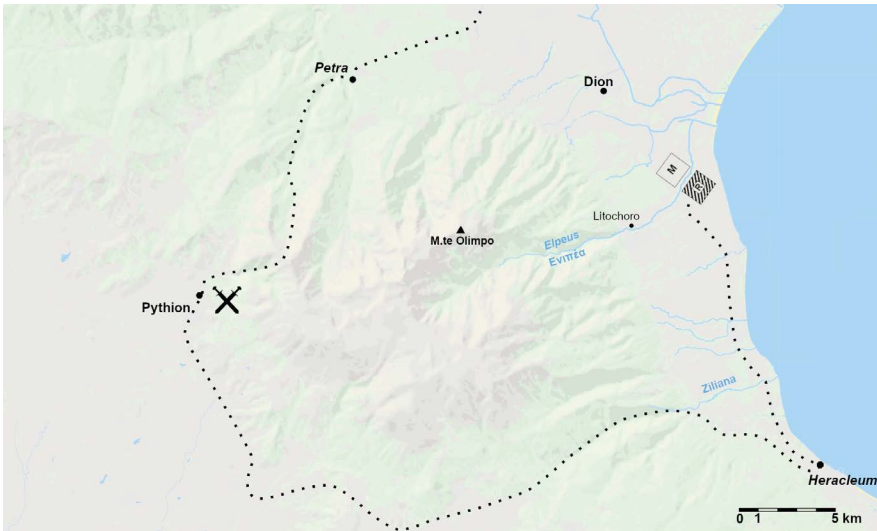 Petra
Dion
M
R
Litochoro
M.te Olimpo
Elpeus
Ενιπέα
Pythion
Ziliana
Heracleum
0 1 5 km